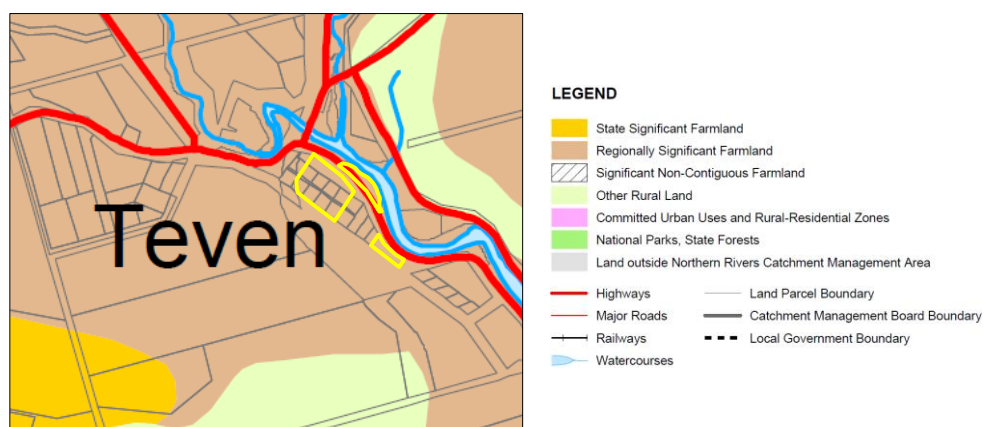 Teven
LEGEND
State Significant Farmland
Regionally Significant Farmland
Significant Non-Contiguous Farmland
Other Rural Land
Committed Urban Uses and Rural-Residential Zones
National Parks, State Forests
Land outside Northern Rivers Catchment Management Area
Highways
Major Roads
Railways
Watercourses
Land Parcel Boundary
Catchment Management Board Boundary
Local Government Boundary